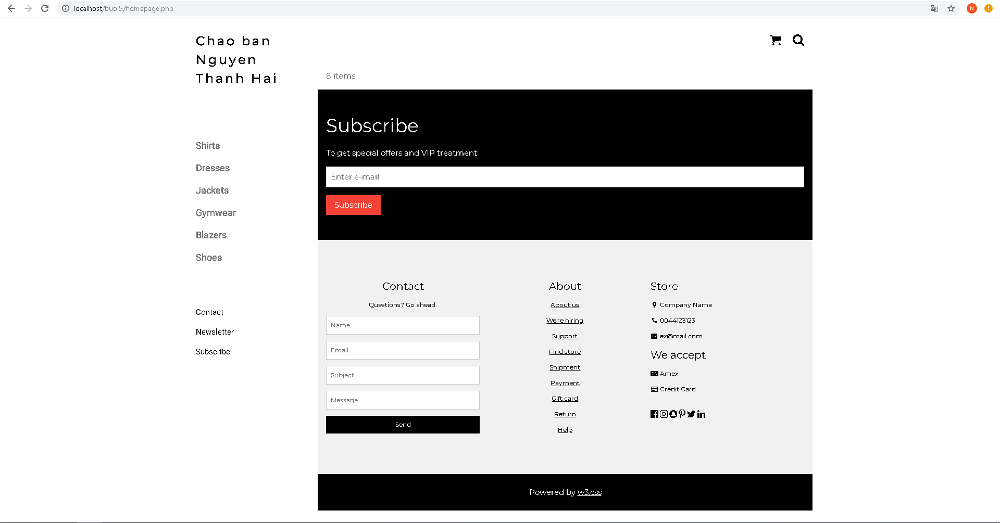 localhost/buoi5/homepage.php
N
Chao ban
Nguyen
Thanh Hai
Shirts
Dresses
Jackets
Gymwear
Blazers
Shoes
Contact
Newsletter
Subscribe
8 items
Subscribe
To get special offers and VIP treatment:
Enter e-mail
Subscribe
Contact
Questions? Go ahead.
Name
Email
Subject
Message
Send
About
About us
We're hiring
Support
Find store
Shipment
Payment
Gift card
Return
Help
Store
Company Name
0044123123
ex@mail.com
We accept
Amex
Credit Card
Powered by w3.css